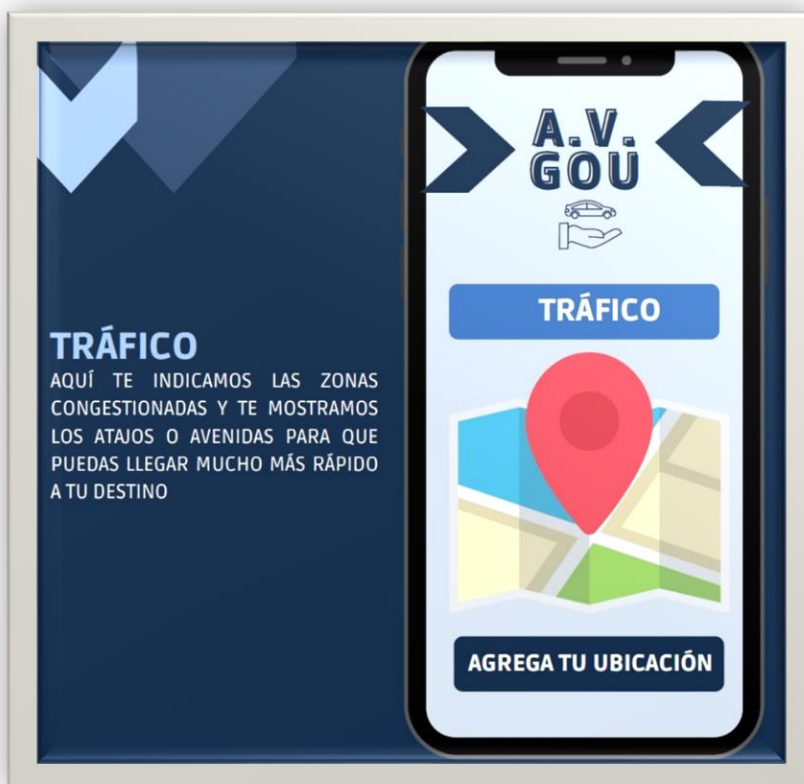 TRÁFICO
AQUÍ TE INDICAMOS LAS ZONAS
CONGESTIONADAS Y TE MOSTRAMOS
LOS ATAJOS O AVENIDAS PARA QUE
PUEDAS LLEGAR MUCHO MÁS RÁPIDO
A TU DESTINO
A.V.
GOU
TRÁFICO
AGREGA TU UBICACIÓN